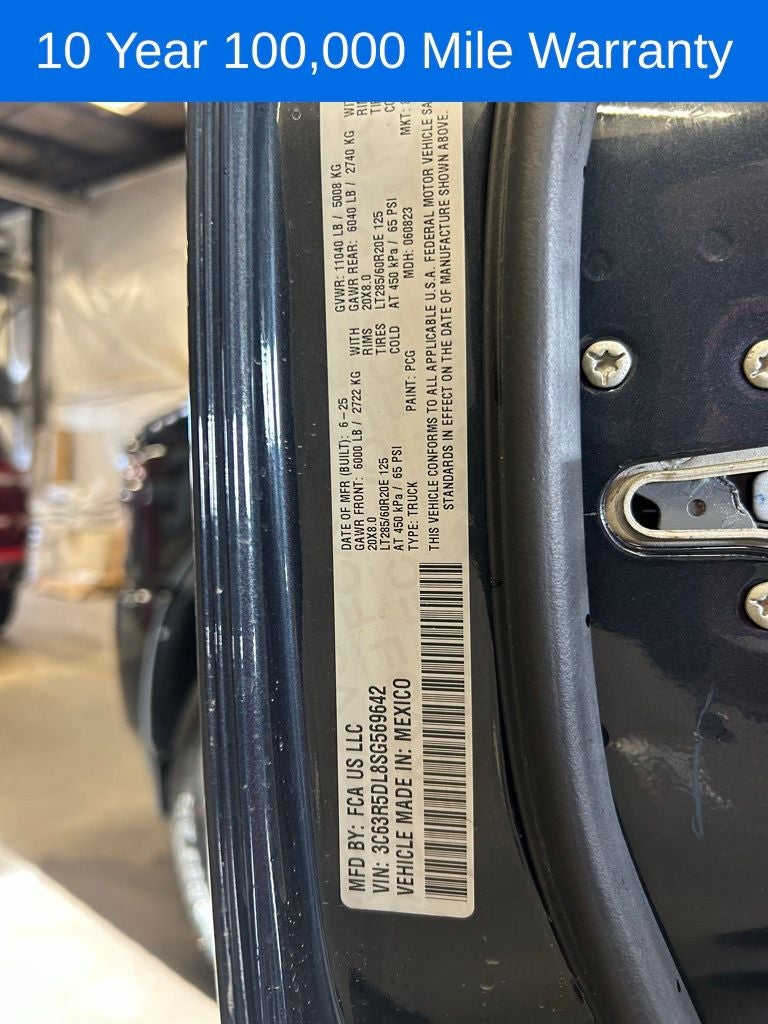 10 Year 100,000 Mile Warranty
MFD BY: FCA US LLC
VIN: 3C63R5DL8SG569642
VEHICLE MADE IN: MEXICO
DATE OF MFR (BUILT): 6-25
GAWR FRONT: 6000 LB / 2722 KG WITH
20X8.0 RIMS
LT285/60R20E 125 TIRES
AT 450 kPa / 65 PSI COLD
TYPE: TRUCK PAINT: PCG
GVWR: 11040 LB / 5008 KG
GAWR REAR: 6040 LB / 2740 KG
20X8.0
LT285/60R20E 125
AT 450 kPa / 65 PSI
MDH: 060823 MKT:
THIS VEHICLE CONFORMS TO ALL APPLICABLE U.S.A. FEDERAL MOTOR VEHICLE
STANDARDS IN EFFECT ON THE DATE OF MANUFACTURE SHOWN ABOVE.